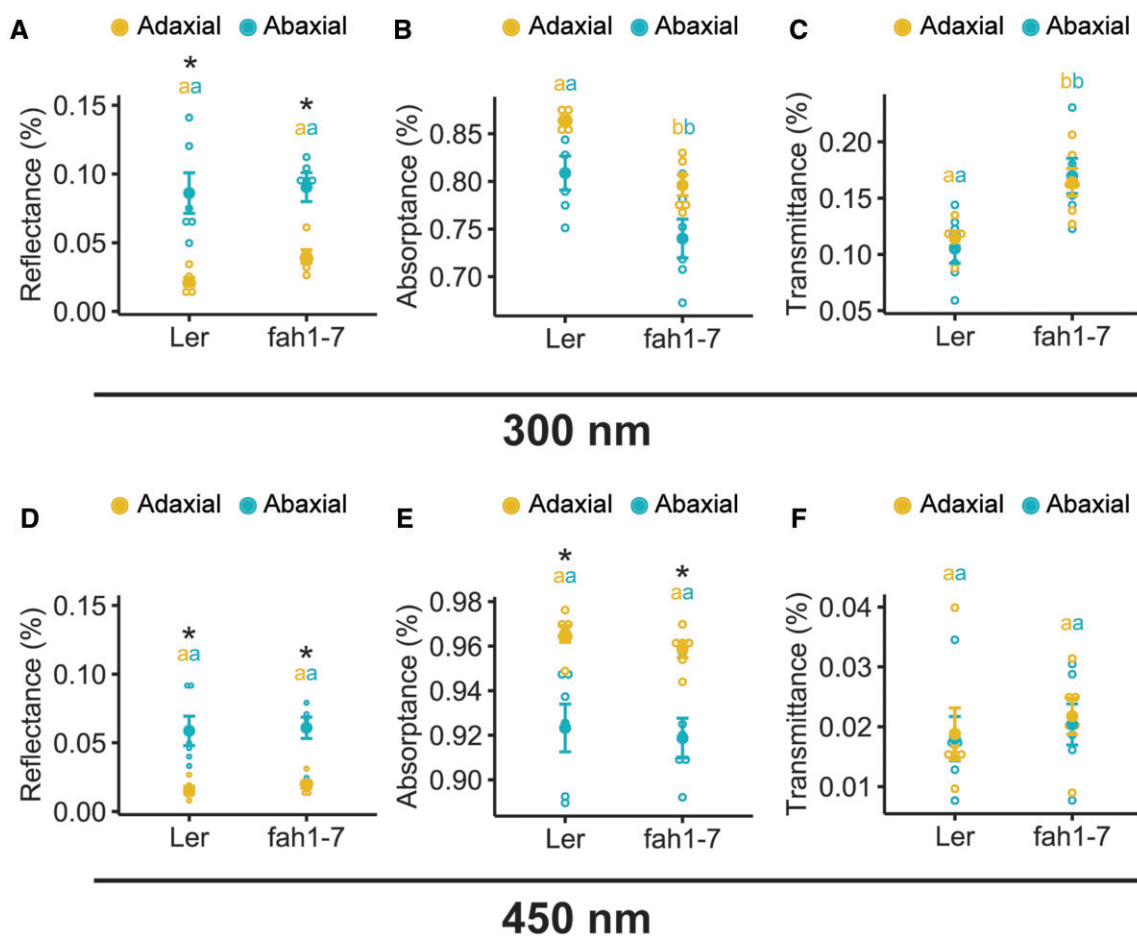 A Adaxial Abaxial
Reflectance (%)
0.15
0.10
0.05
0.00
*
aa
*
aa
Ler fah1-7
B Adaxial Abaxial
Absorptance (%)
0.85
0.80
0.75
0.70
aa
bb
Ler fah1-7
C Adaxial Abaxial
Transmittance (%)
0.20
0.15
0.10
0.05
aa
bb
Ler fah1-7
300 nm
D Adaxial Abaxial
Reflectance (%)
0.15
0.10
0.05
0.00
*
aa
*
aa
Ler fah1-7
E Adaxial Abaxial
Absorptance (%)
0.98
0.96
0.94
0.92
0.90
*
aa
*
aa
Ler fah1-7
F Adaxial Abaxial
Transmittance (%)
0.04
0.03
0.02
0.01
aa
aa
Ler fah1-7
450 nm